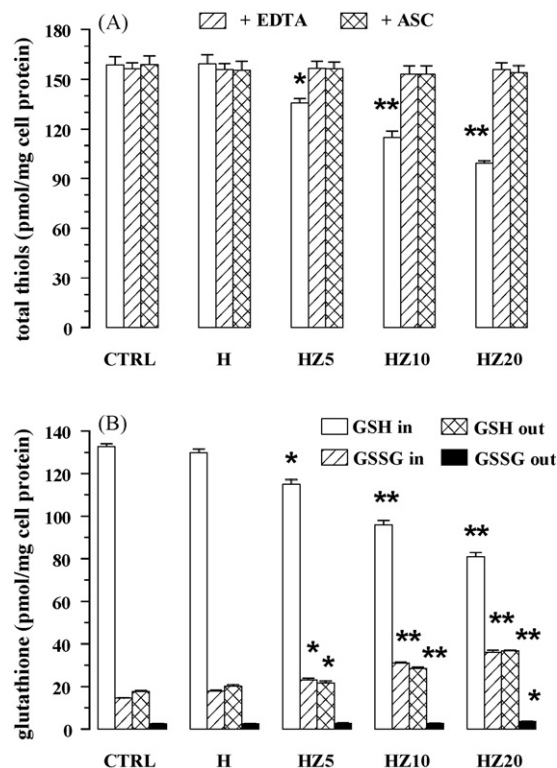 (A)
+ EDTA + ASC
total thiols (pmol/mg cell protein)
180
150
120
90
60
30
0
*
**
**
CTRL H HZ5 HZ10 HZ20
(B)
GSH in GSH out
GSSG in GSSG out
glutathione (pmol/mg cell protein)
140
120
100
80
60
40
20
0
*
**
**
* *
** **
** **
*
CTRL H HZ5 HZ10 HZ20